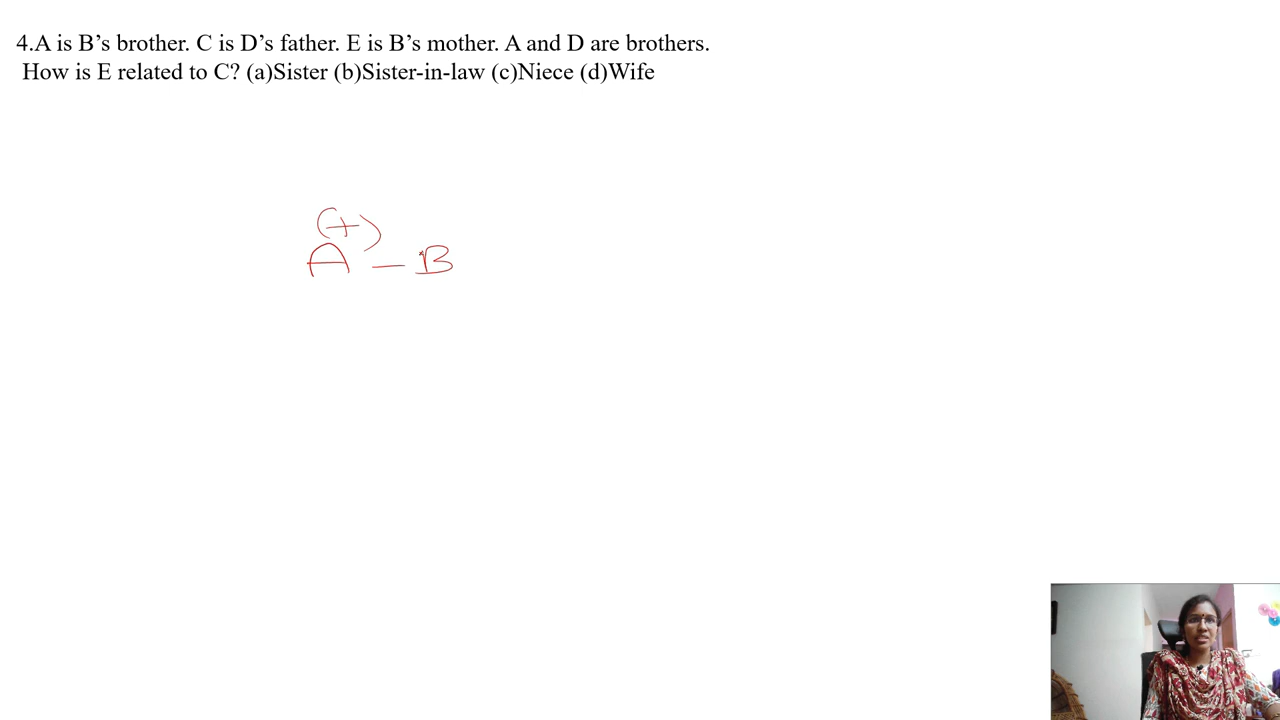 4.A is B’s brother. C is D’s father. E is B’s mother. A and D are brothers.
How is E related to C? (a)Sister (b)Sister-in-law (c)Niece (d)Wife
(+)
A – B